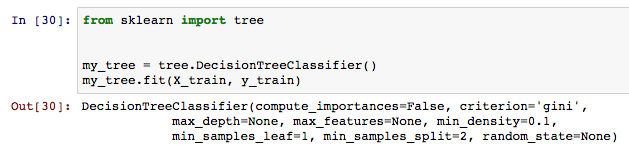 In [30]: from sklearn import tree
my_tree = tree.DecisionTreeClassifier()
my_tree.fit(X_train, y_train)
Out[30]: DecisionTreeClassifier(compute_importances=False, criterion='gini',
max_depth=None, max_features=None, min_density=0.1,
min_samples_leaf=1, min_samples_split=2, random_state=None)